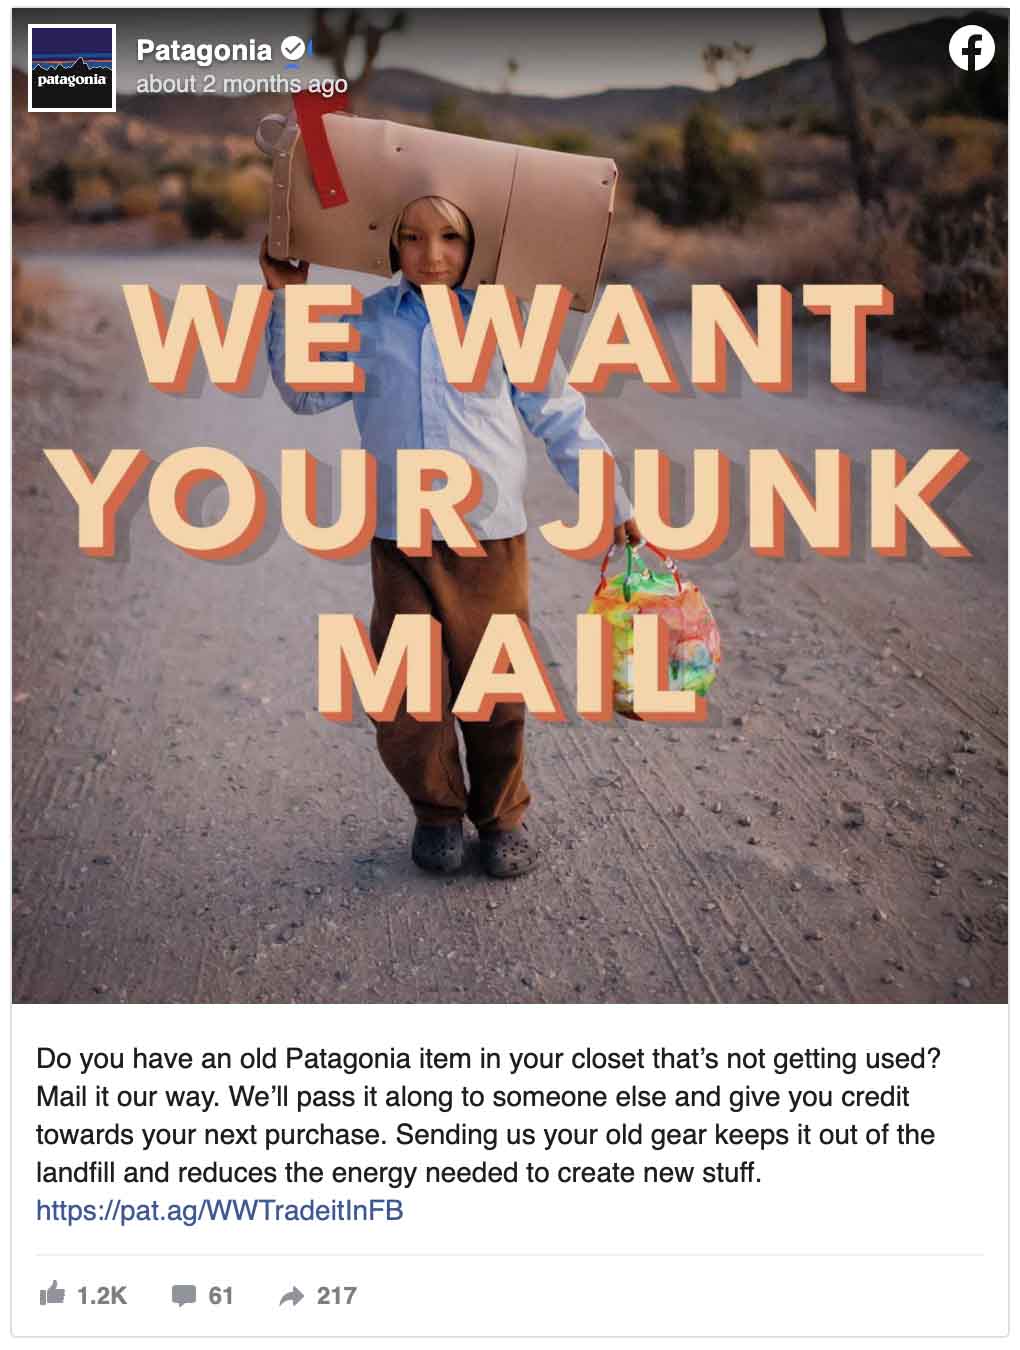 patagonia
Patagonia
about 2 months ago
WE WANT
YOUR JUNK
MAIL
Do you have an old Patagonia item in your closet that’s not getting used?
Mail it our way. We’ll pass it along to someone else and give you credit
towards your next purchase. Sending us your old gear keeps it out of the
landfill and reduces the energy needed to create new stuff.
https://pat.ag/WWTradeitInFB
1.2K 61 217